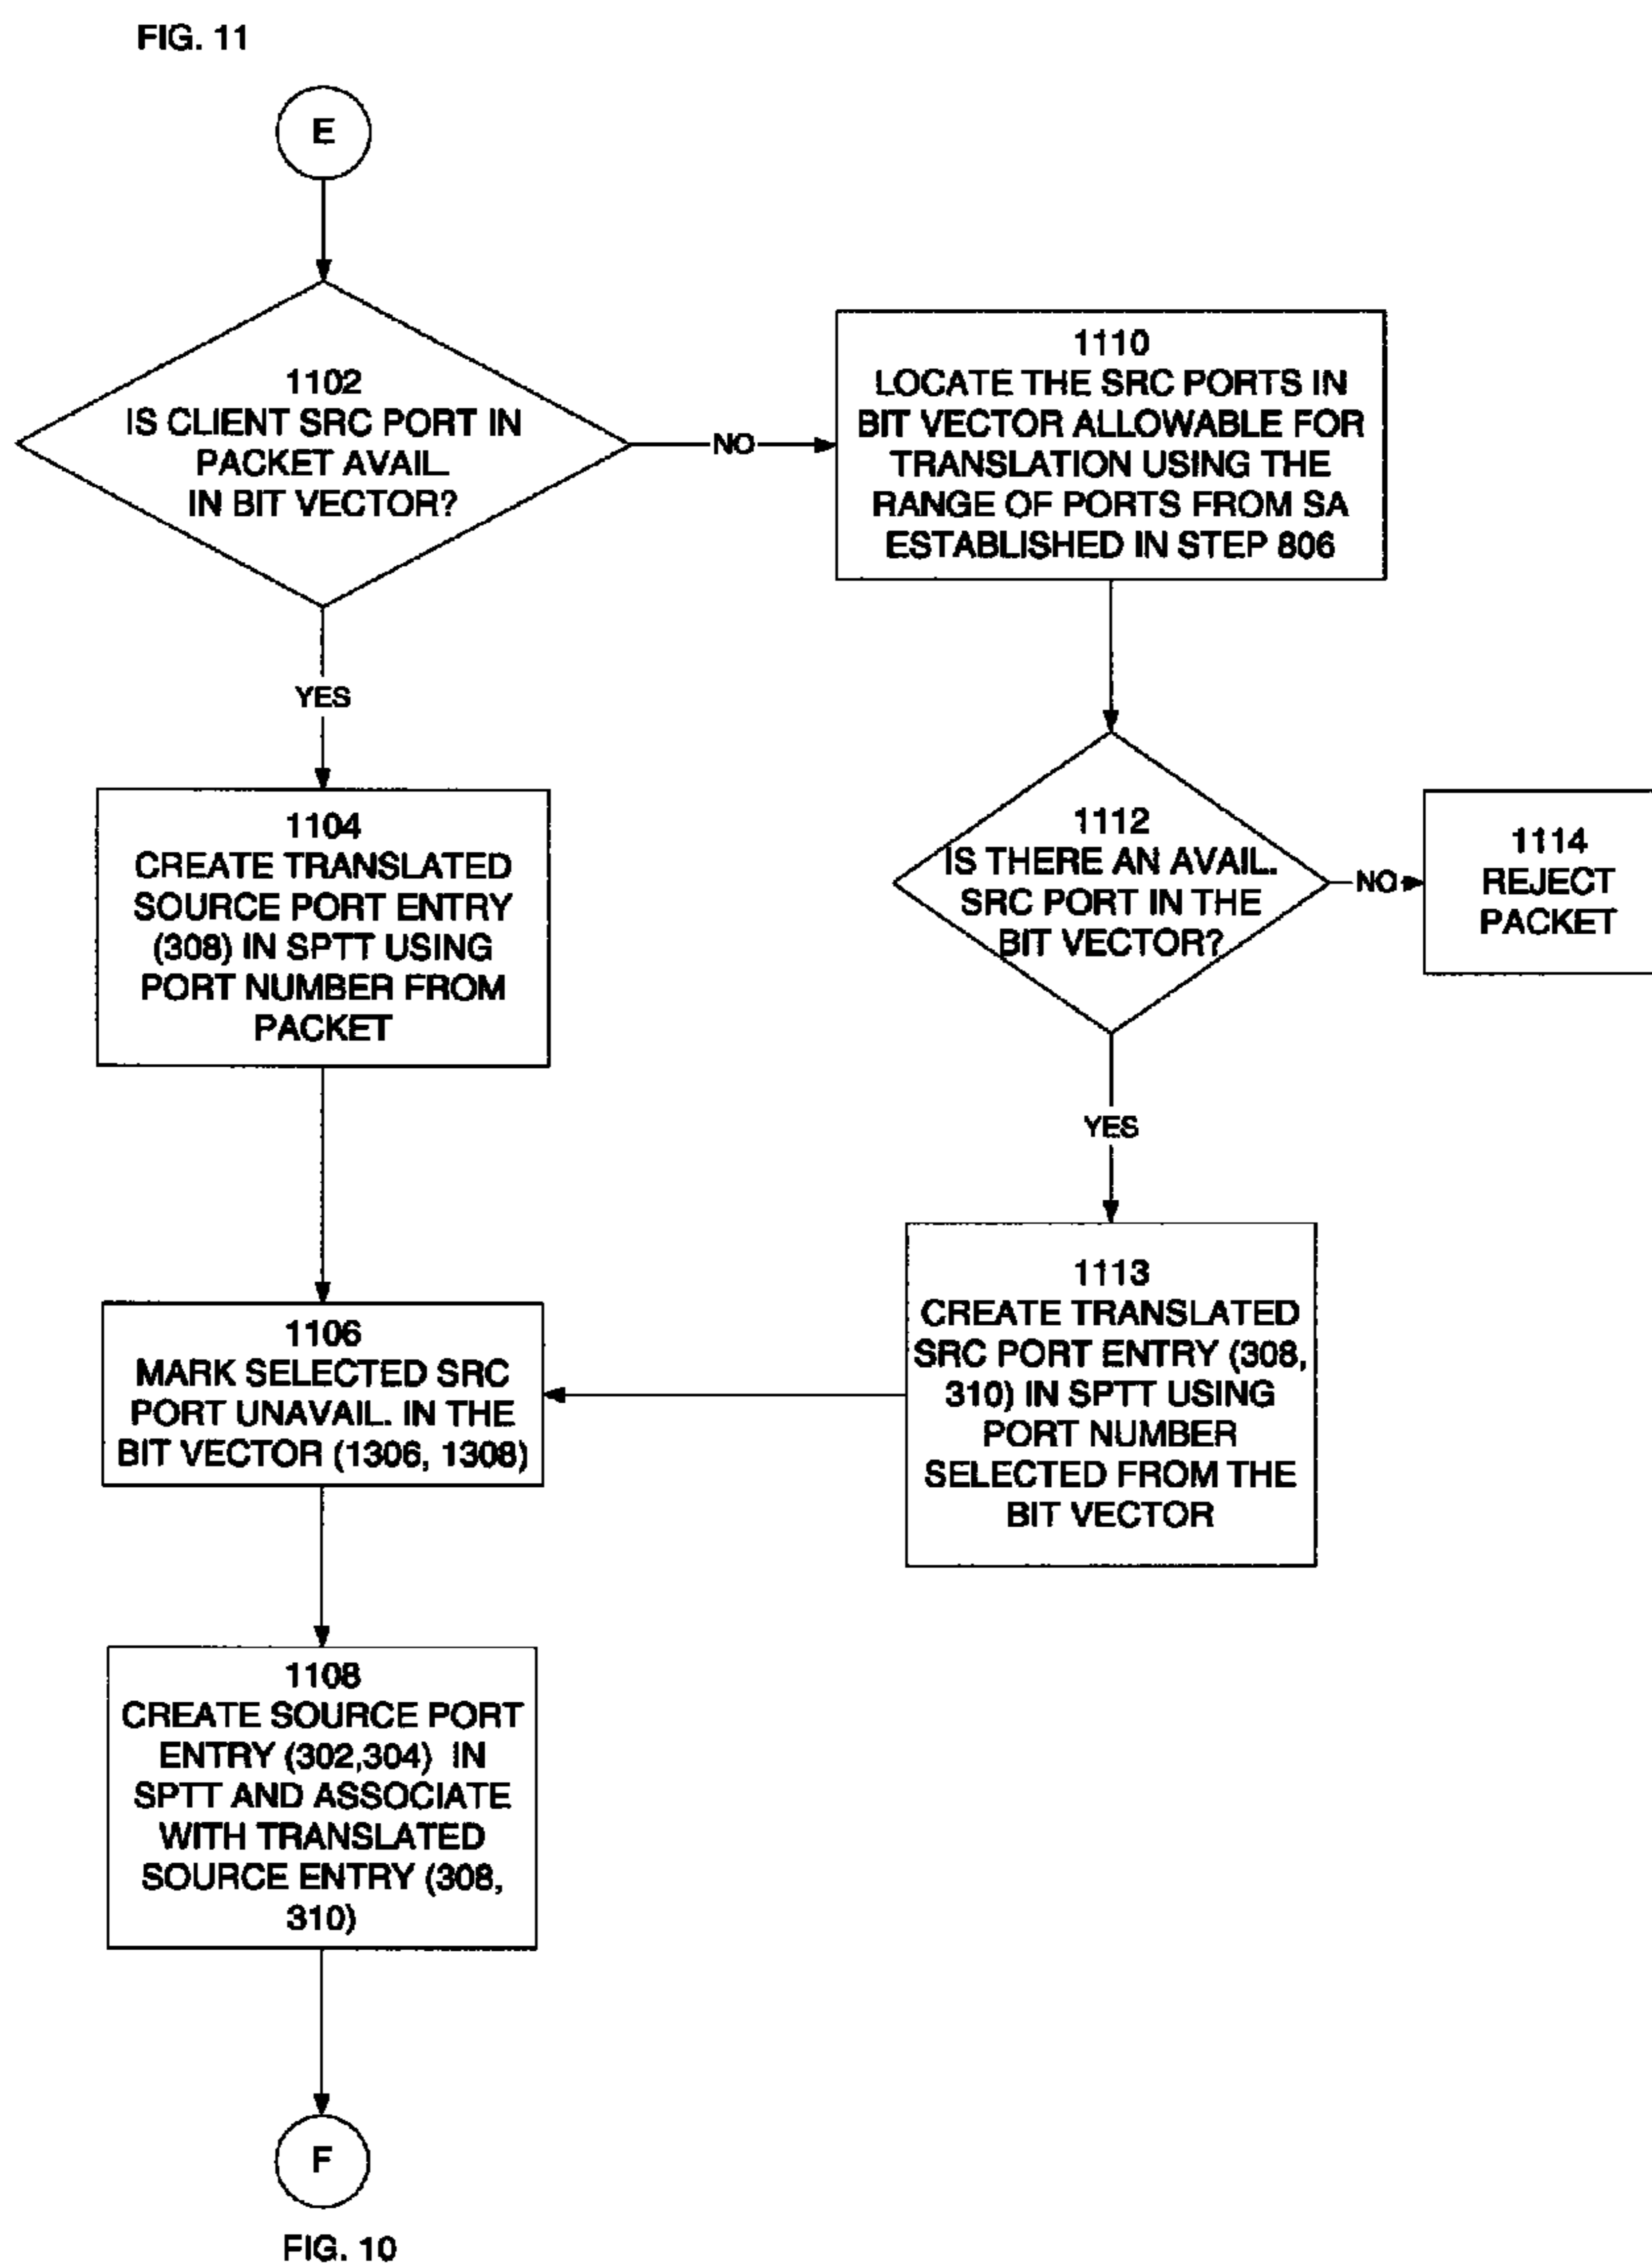 FIG. 11
E
1102
IS CLIENT SRC PORT IN
PACKET AVAIL
IN BIT VECTOR?
NO
1110
LOCATE THE SRC PORTS IN
BIT VECTOR ALLOWABLE FOR
TRANSLATION USING THE
RANGE OF PORTS FROM SA
ESTABLISHED IN STEP 806
YES
1104
CREATE TRANSLATED
SOURCE PORT ENTRY
(308) IN SPTT USING
PORT NUMBER FROM
PACKET
1112
IS THERE AN AVAIL.
SRC PORT IN THE
BIT VECTOR?
NO
1114
REJECT
PACKET
YES
1113
CREATE TRANSLATED
SRC PORT ENTRY (308,
310) IN SPTT USING
PORT NUMBER
SELECTED FROM THE
BIT VECTOR
1106
MARK SELECTED SRC
PORT UNAVAIL. IN THE
BIT VECTOR (1306, 1308)
1108
CREATE SOURCE PORT
ENTRY (302,304) IN
SPTT AND ASSOCIATE
WITH TRANSLATED
SOURCE ENTRY (308,
310)
F
FIG. 10